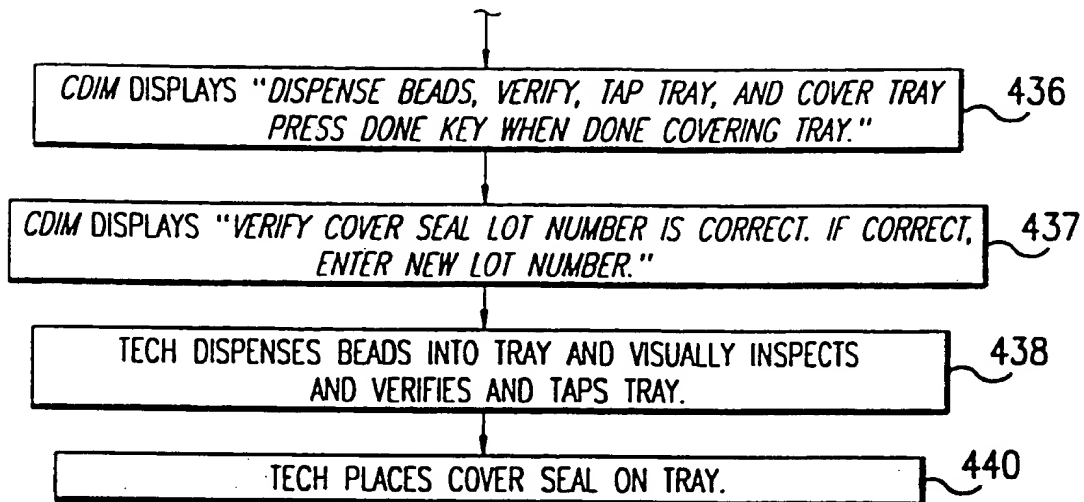 CDIM DISPLAYS "DISPENSE BEADS, VERIFY, TAP TRAY, AND COVER TRAY
PRESS DONE KEY WHEN DONE COVERING TRAY."
436
CDIM DISPLAYS "VERIFY COVER SEAL LOT NUMBER IS CORRECT. IF CORRECT,
ENTER NEW LOT NUMBER."
437
TECH DISPENSES BEADS INTO TRAY AND VISUALLY INSPECTS
AND VERIFIES AND TAPS TRAY.
438
TECH PLACES COVER SEAL ON TRAY.
440